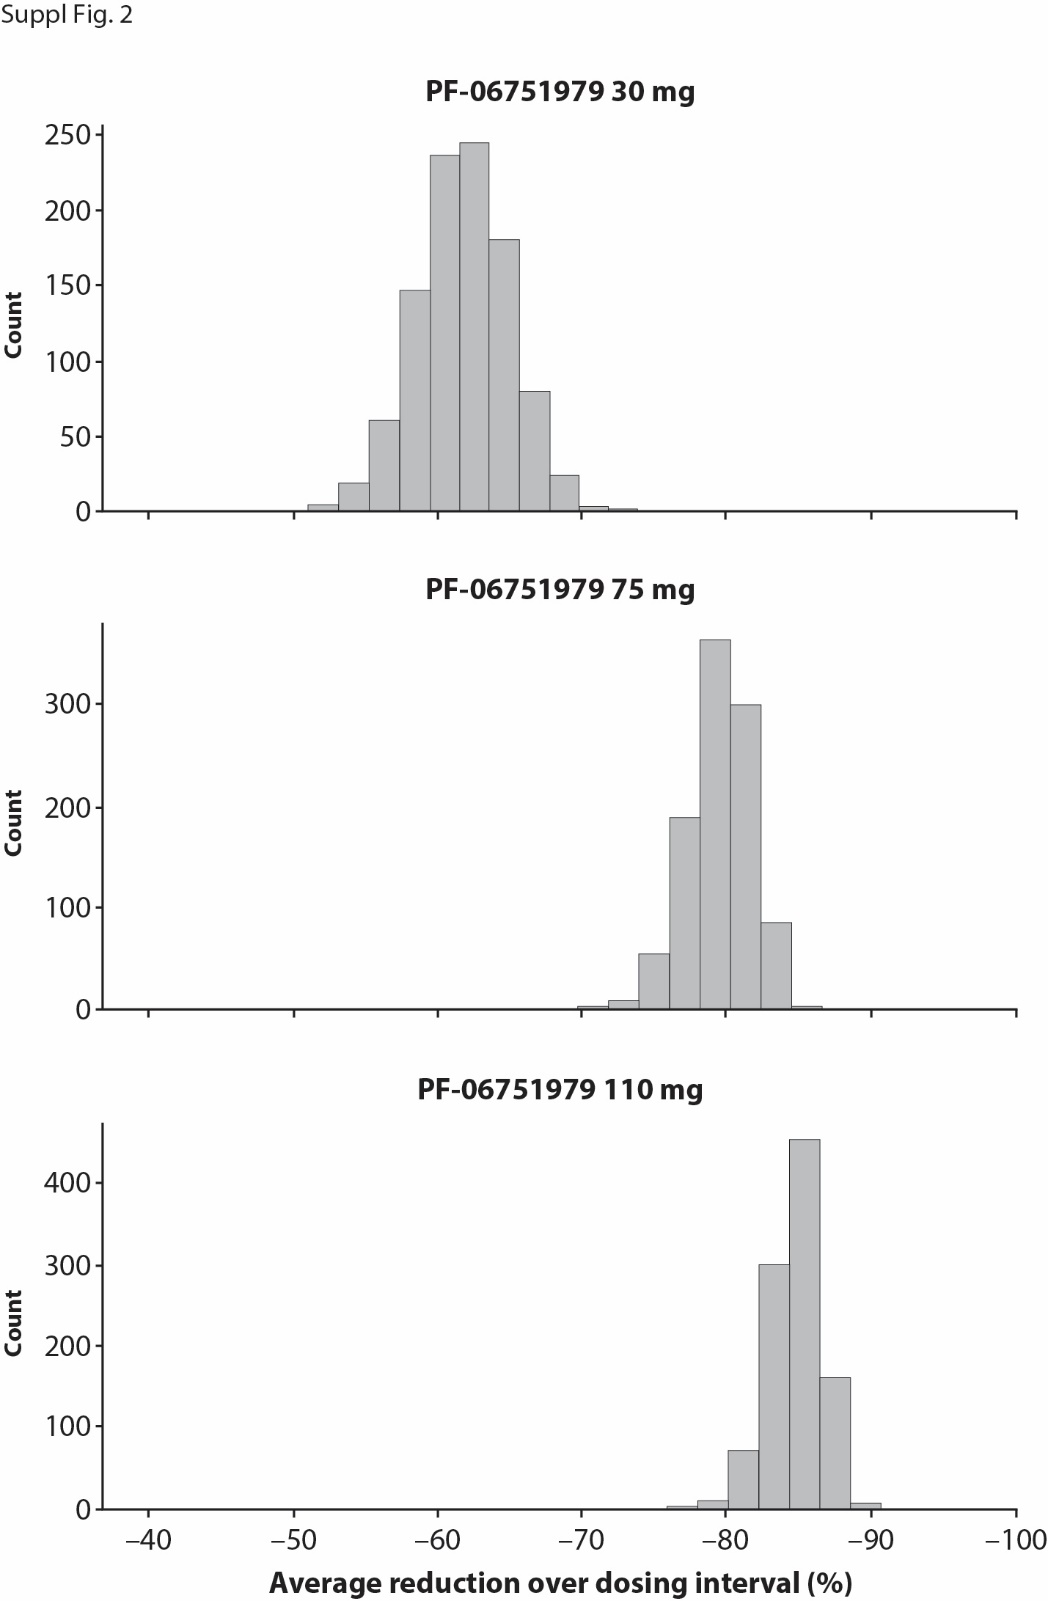 Suppl Fig. 2
PF-06751979 30 mg
250
200
150
100
50
0
Count
PF-06751979 75 mg
300
200
100
0
Count
PF-06751979 110 mg
400
300
200
100
0
Count
–40 –50 –60 –70 –80 –90 –100
Average reduction over dosing interval (%)